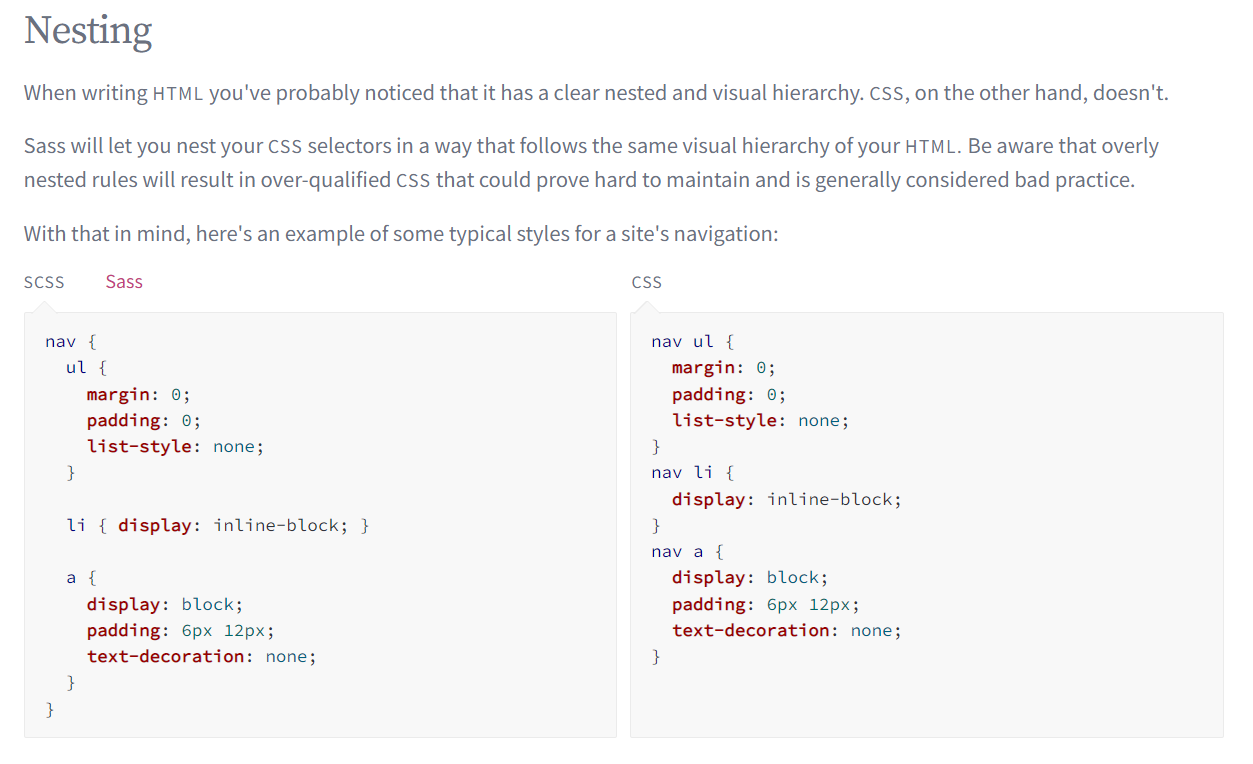 Nesting
When writing HTML you've probably noticed that it has a clear nested and visual hierarchy. CSS, on the other hand, doesn't.
Sass will let you nest your CSS selectors in a way that follows the same visual hierarchy of your HTML. Be aware that overly
nested rules will result in over-qualified CSS that could prove hard to maintain and is generally considered bad practice.
With that in mind, here's an example of some typical styles for a site's navigation:
SCSS Sass
nav {
  ul {
    margin: 0;
    padding: 0;
    list-style: none;
  }

  li { display: inline-block; }

  a {
    display: block;
    padding: 6px 12px;
    text-decoration: none;
  }
}
CSS
nav ul {
  margin: 0;
  padding: 0;
  list-style: none;
}
nav li {
  display: inline-block;
}
nav a {
  display: block;
  padding: 6px 12px;
  text-decoration: none;
}